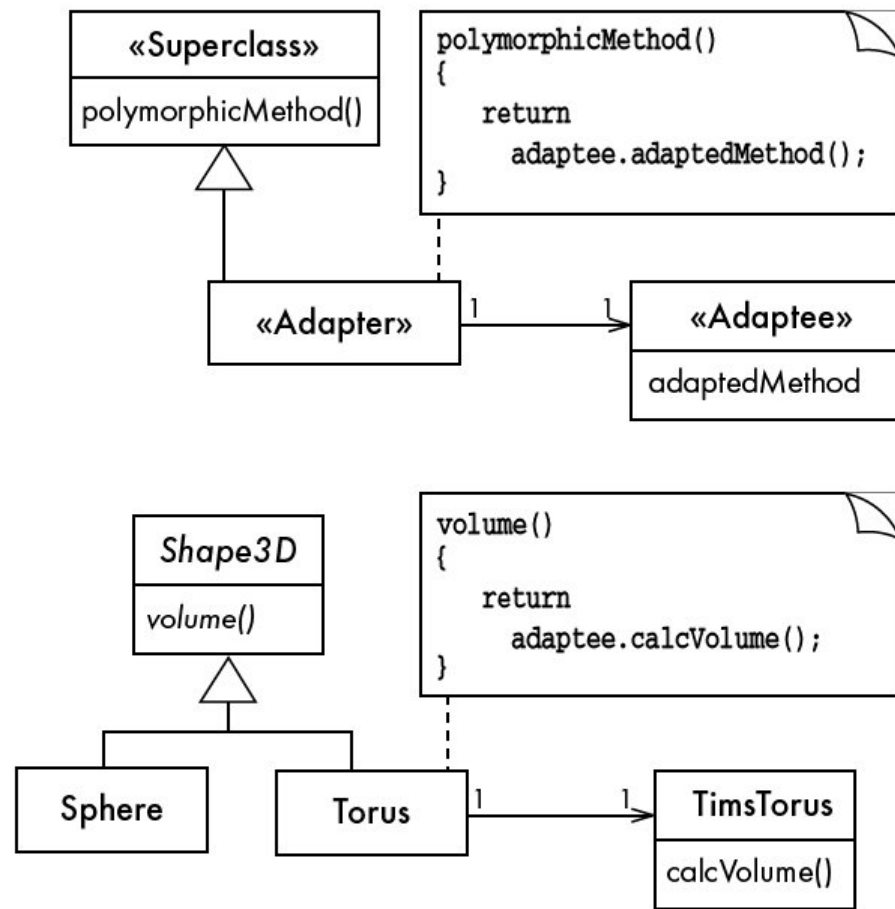 «Superclass»
polymorphicMethod()
polymorphicMethod()
{
return
adaptee.adaptedMethod();
}
«Adapter»
1
1
«Adaptee»
adaptedMethod
Shape3D
volume()
volume()
{
return
adaptee.calcVolume();
}
Sphere
Torus
1
1
TimsTorus
calcVolume()